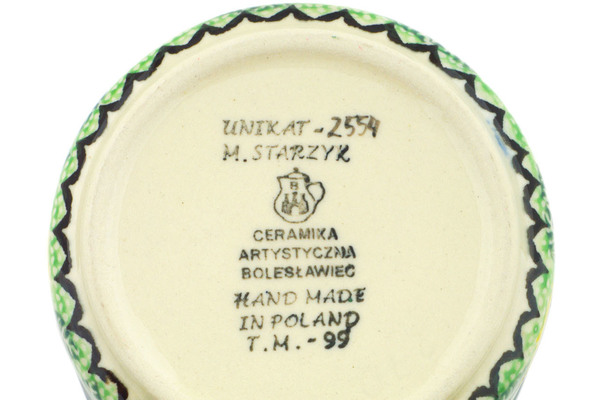 UNIKAT - 2554
M. STARZYK
B
CERAMIKA
ARTYSTYCZNA
BOLESŁAWIEC
HAND MADE
IN POLAND
T.M. - 99